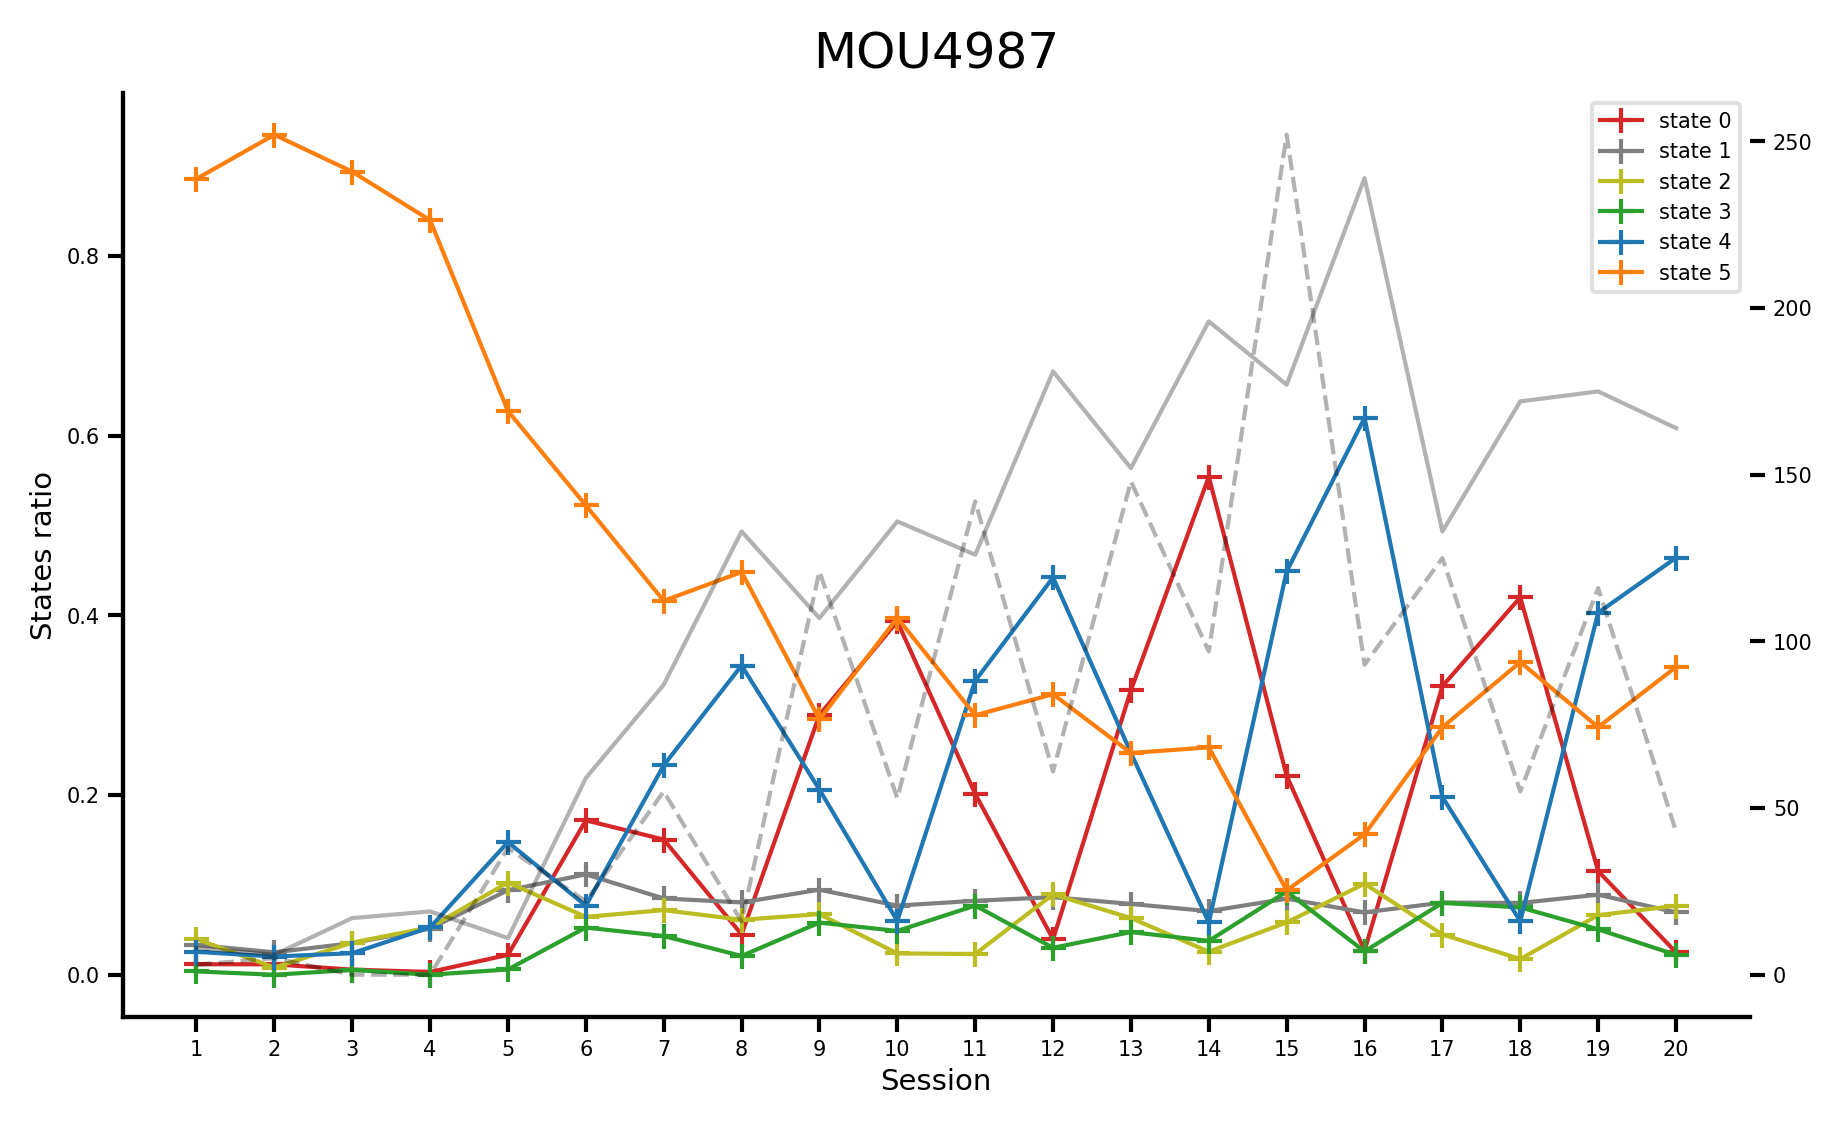 MOU4987
state 0
state 1
state 2
state 3
state 4
state 5
States ratio
0.8
0.6
0.4
0.2
0.0
250
200
150
100
50
0
1 2 3 4 5 6 7 8 9 10 11 12 13 14 15 16 17 18 19 20
Session